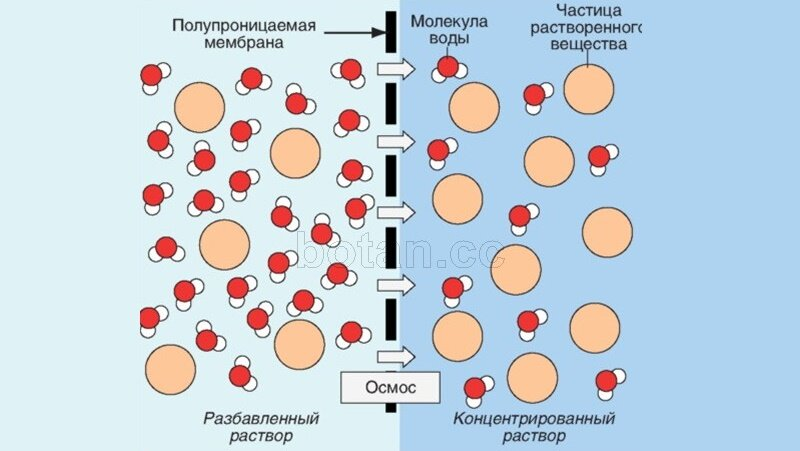 Полупроницаемая
мембрана
Молекула
воды
Частица
растворенного
вещества
botan.cc
Осмос
Разбавленный
раствор
Концентрированный
раствор